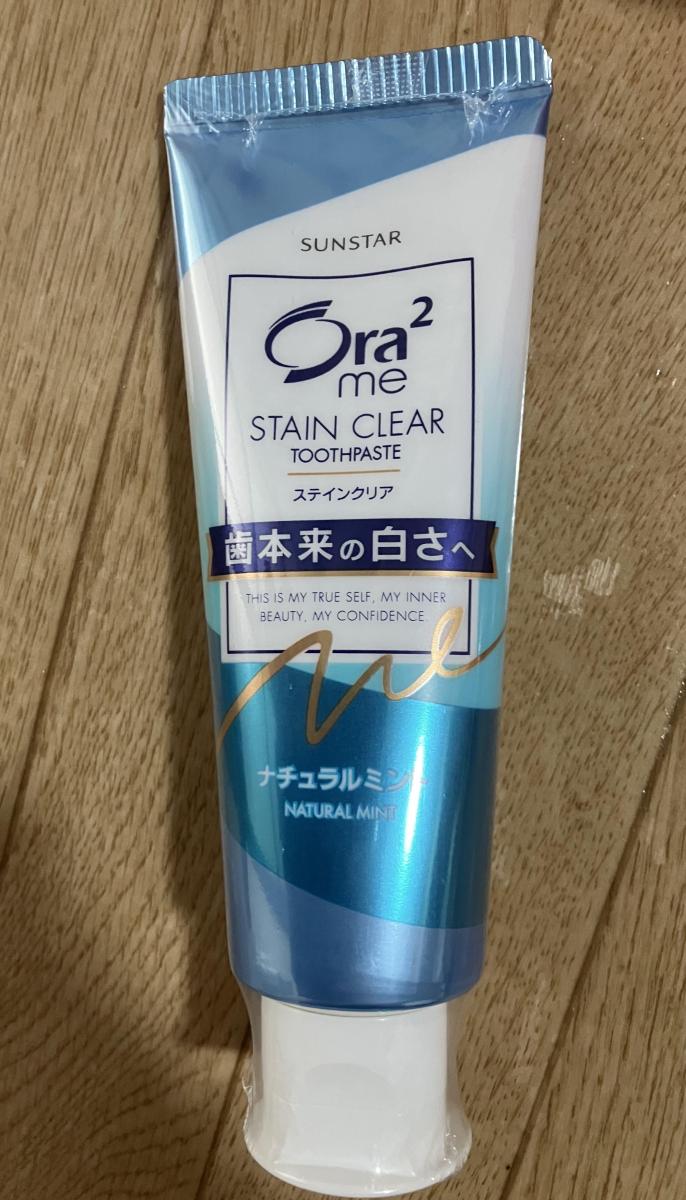 SUNSTAR
Ora²
me
STAIN CLEAR
TOOTHPASTE
ステインクリア
歯本来の白さへ
THIS IS MY TRUE SELF, MY INNER
BEAUTY, MY CONFIDENCE.
me
ナチュラルミント
NATURAL MINT